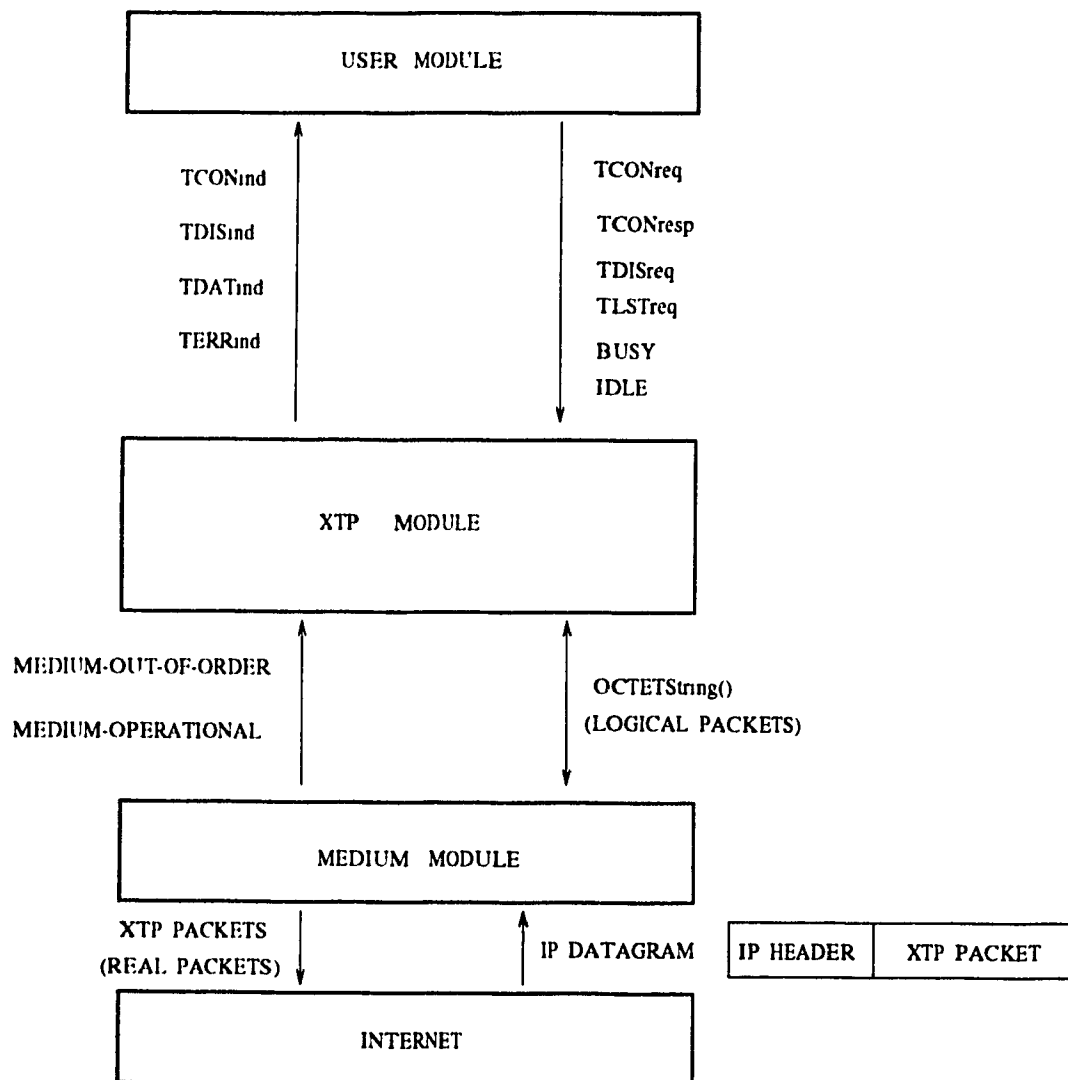 USER MODULE
TCONind
TDISind
TDATind
TERRind
TCONreq
TCONresp
TDISreq
TLSTreq
BUSY
IDLE
XTP MODULE
MEDIUM-OUT-OF-ORDER
MEDIUM-OPERATIONAL
OCTETString()
(LOGICAL PACKETS)
MEDIUM MODULE
XTP PACKETS
(REAL PACKETS)
IP DATAGRAM
IP HEADER
XTP PACKET
INTERNET